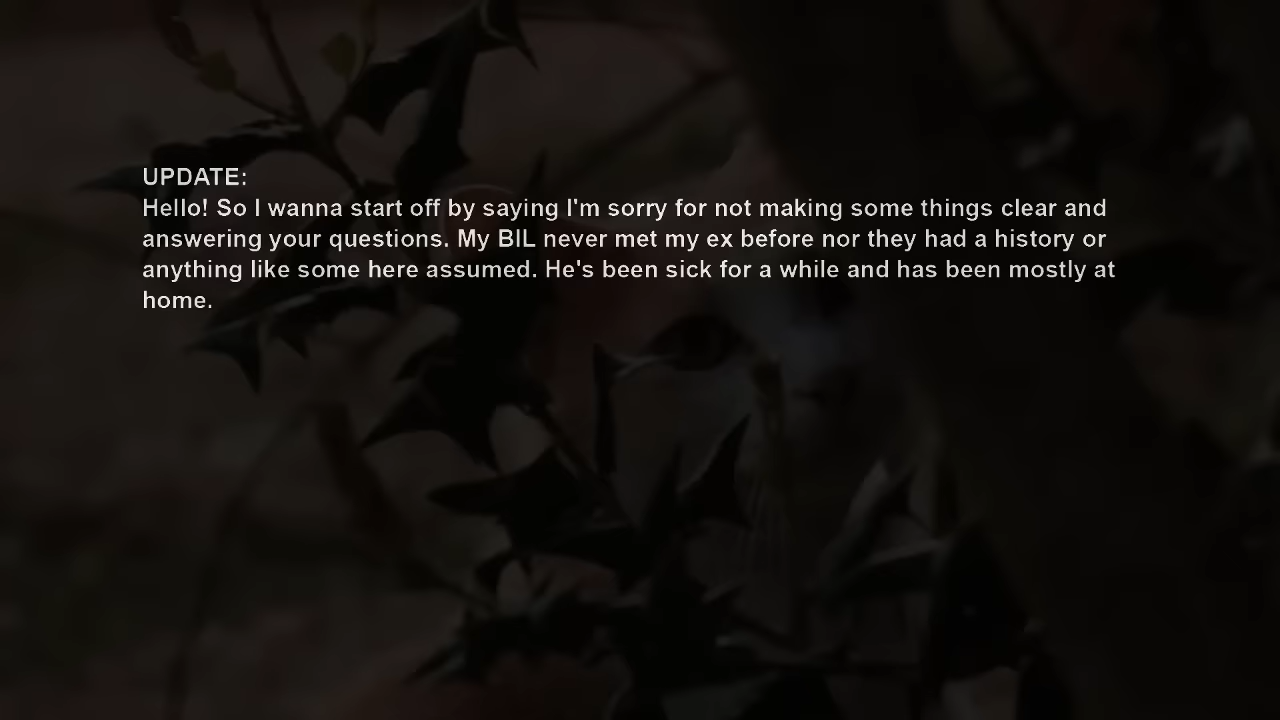 UPDATE:
Hello! So I wanna start off by saying I'm sorry for not making some things clear and
answering your questions. My BIL never met my ex before nor they had a history or
anything like some here assumed. He's been sick for a while and has been mostly at
home.